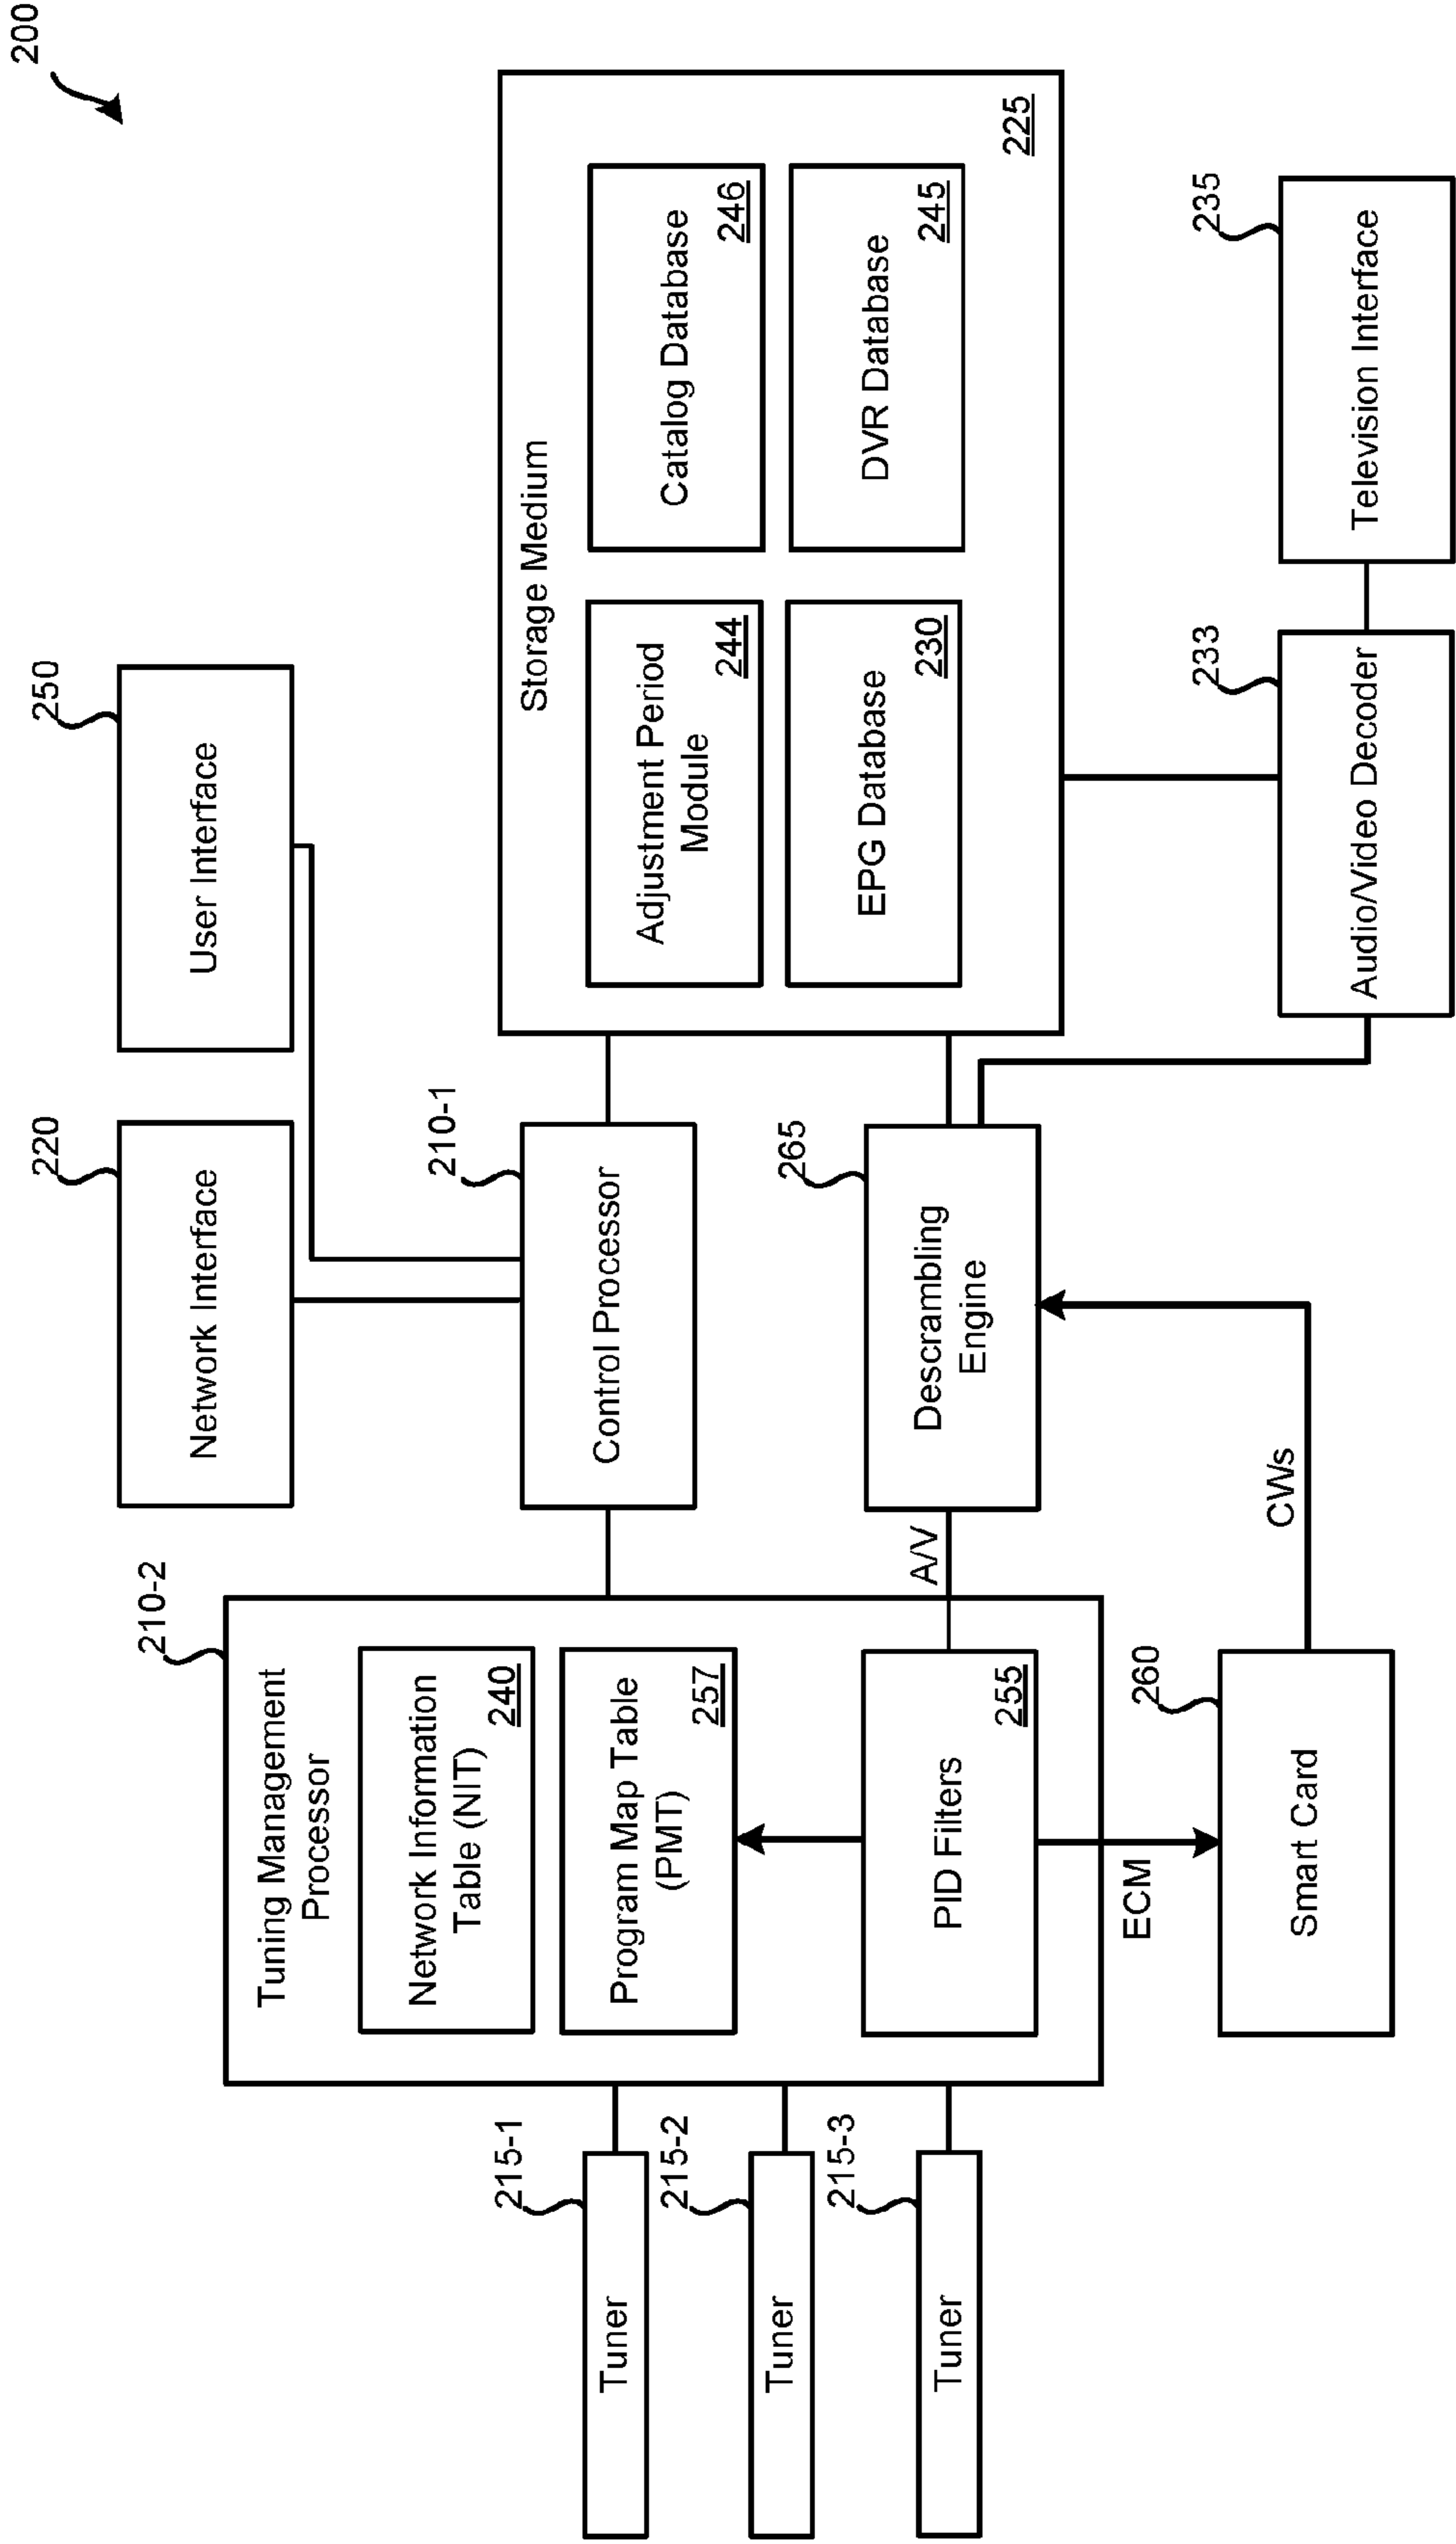 200
210-2
Tuning Management
Processor
Network Information
Table (NIT)
240
Program Map Table
(PMT)
257
PID Filters
255
215-1
Tuner
215-2
Tuner
215-3
Tuner
ECM
260
Smart Card
CWs
A/V
220
Network Interface
250
User Interface
210-1
Control Processor
265
Descrambling
Engine
Storage Medium
225
Adjustment Period
Module
244
Catalog Database
246
EPG Database
230
DVR Database
245
233
Audio/Video Decoder
235
Television Interface